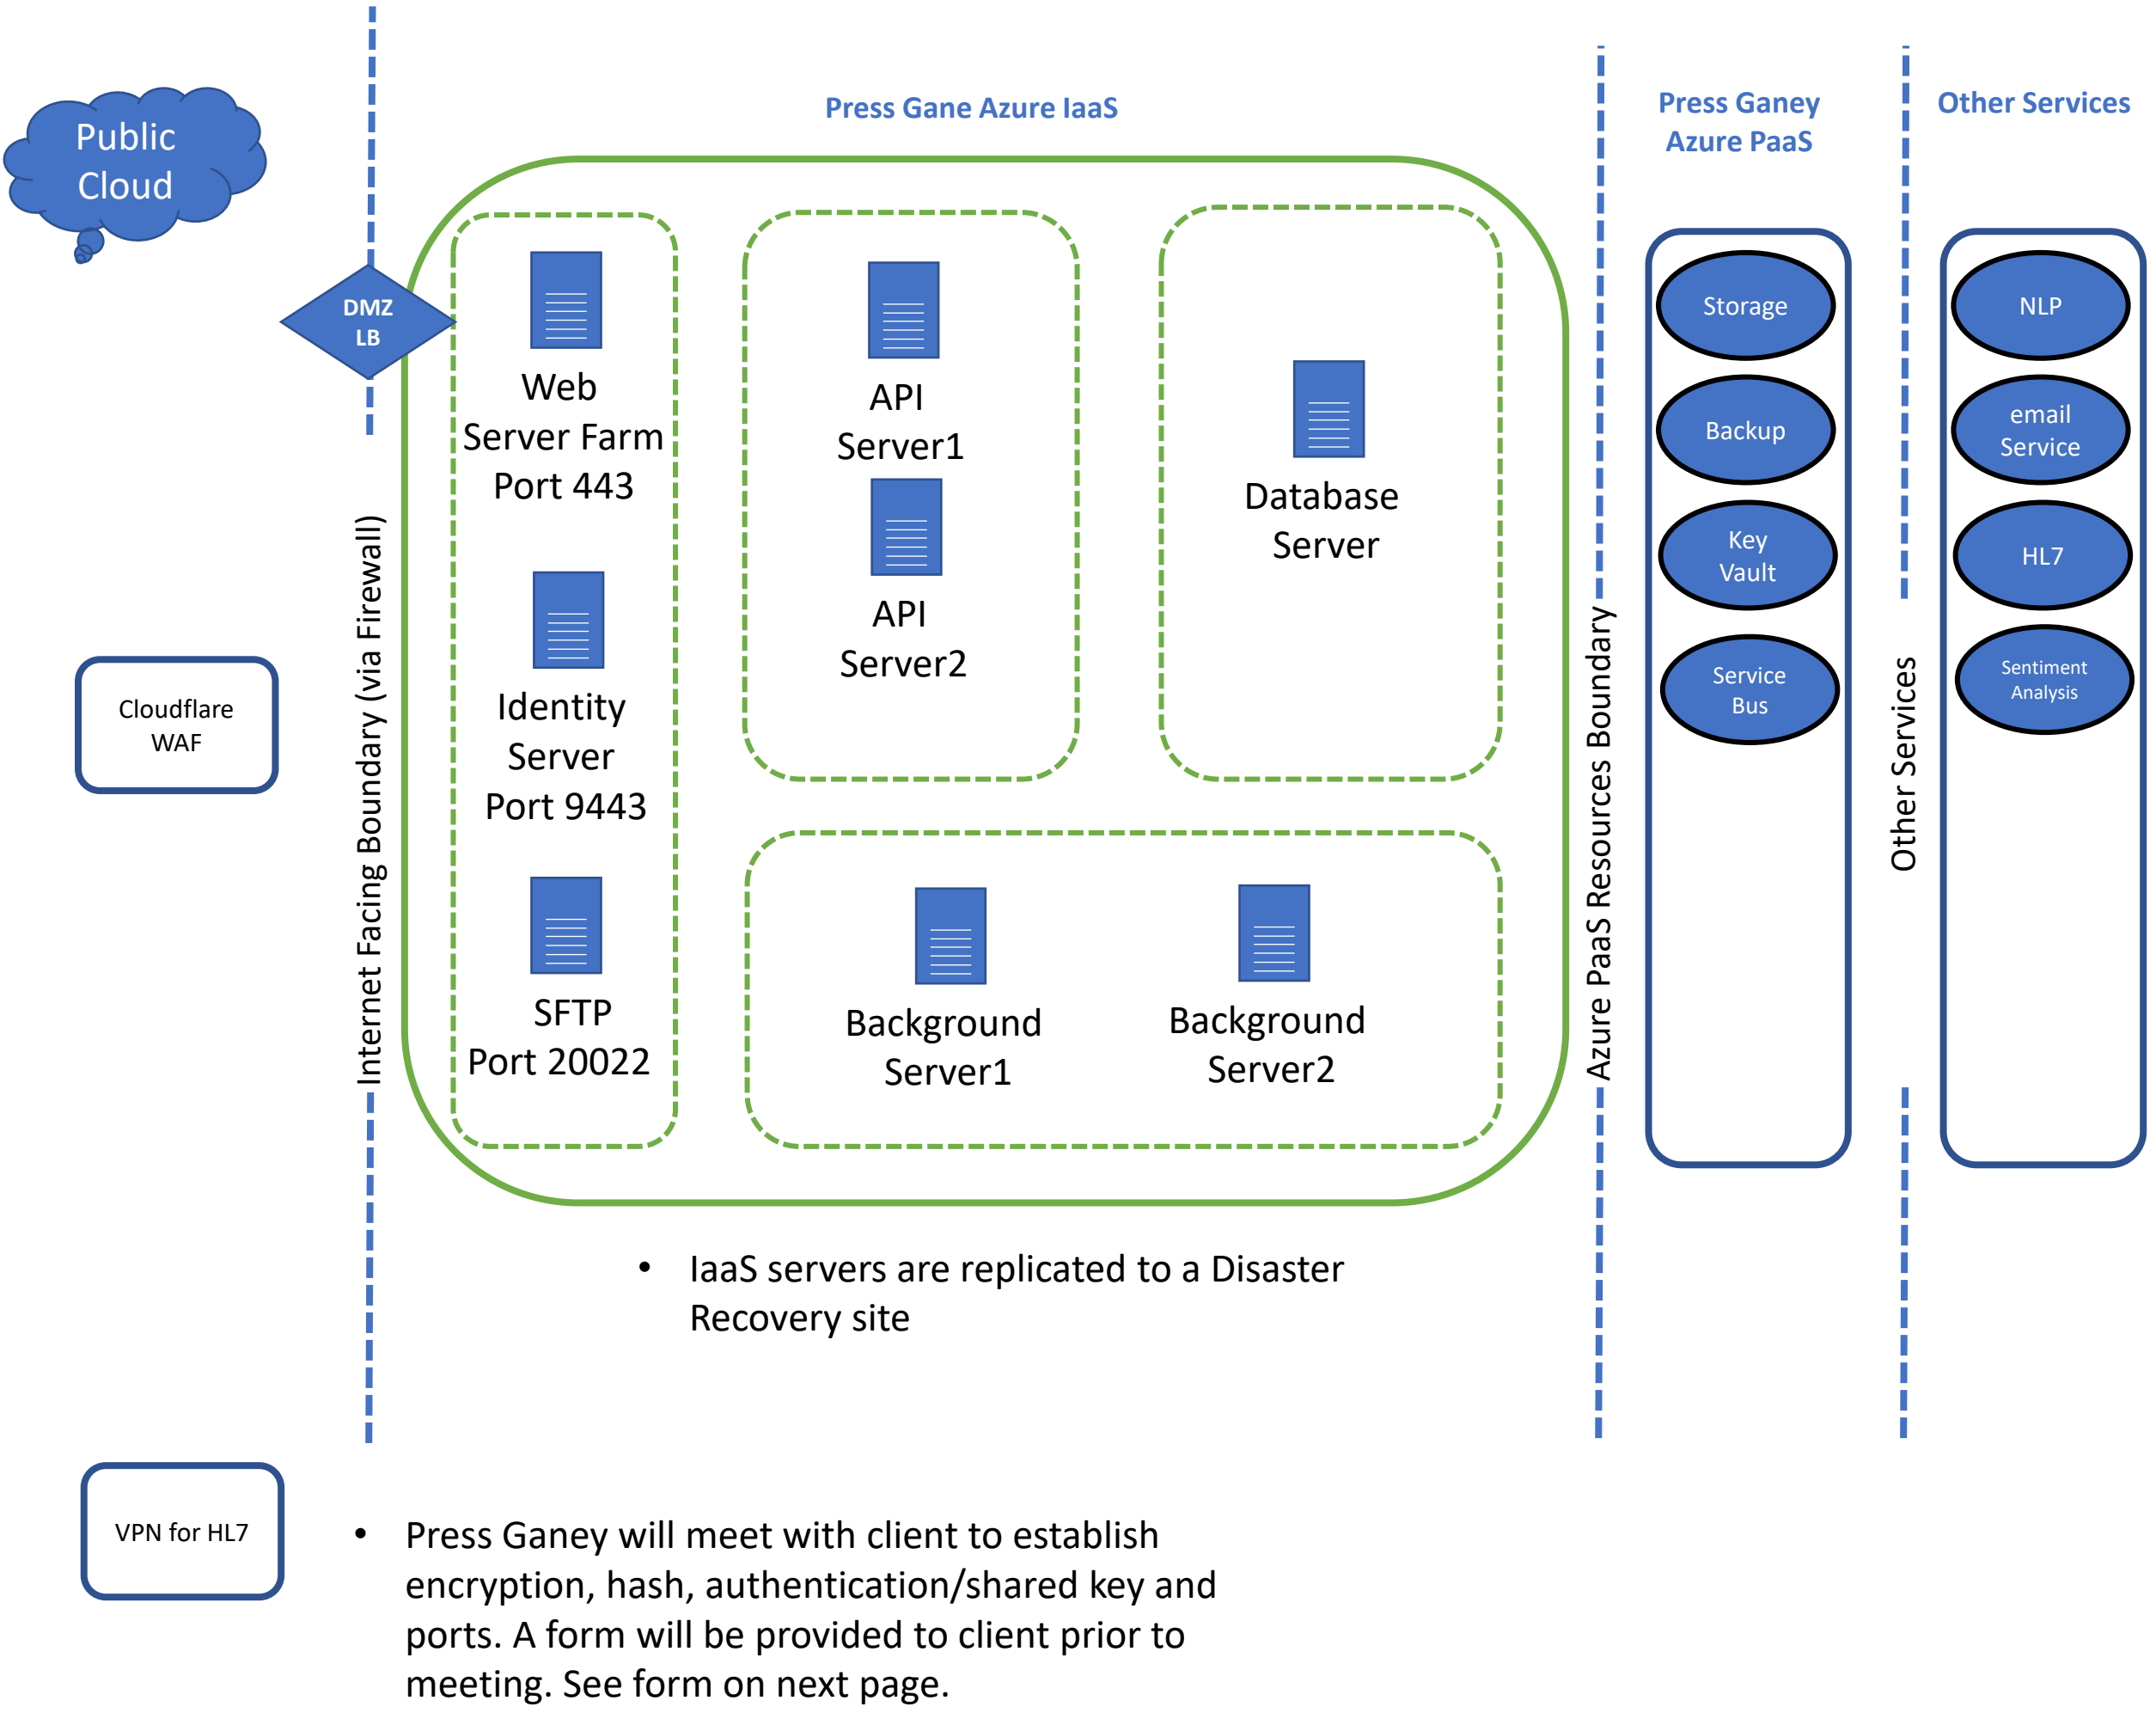 Public
Cloud
Press Gane Azure IaaS
Press Ganey
Azure PaaS
Other Services
DMZ
LB
Web
Server Farm
Port 443
Identity
Server
Port 9443
SFTP
Port 20022
API
Server1
API
Server2
Database
Server
Background
Server1
Background
Server2
Internet Facing Boundary (via Firewall)
Cloudflare
WAF
Azure PaaS Resources Boundary
Storage
Backup
Key
Vault
Service
Bus
Other Services
NLP
email
Service
HL7
Sentiment
Analysis
• IaaS servers are replicated to a Disaster
Recovery site
VPN for HL7
• Press Ganey will meet with client to establish
encryption, hash, authentication/shared key and
ports. A form will be provided to client prior to
meeting. See form on next page.